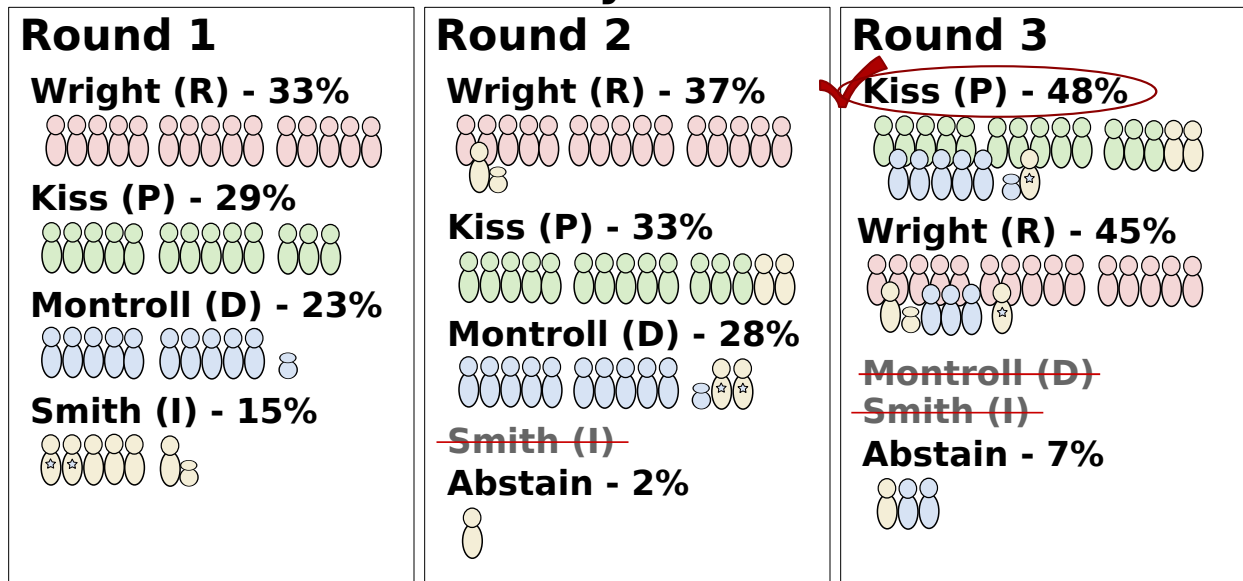 Round 1
Wright (R) - 33%
Kiss (P) - 29%
Montroll (D) - 23%
Smith (I) - 15%
Round 2
Wright (R) - 37%
Kiss (P) - 33%
Montroll (D) - 28%
Smith (I)
Abstain - 2%
Round 3
Kiss (P) - 48%
Wright (R) - 45%
Montroll (D)
Smith (I)
Abstain - 7%